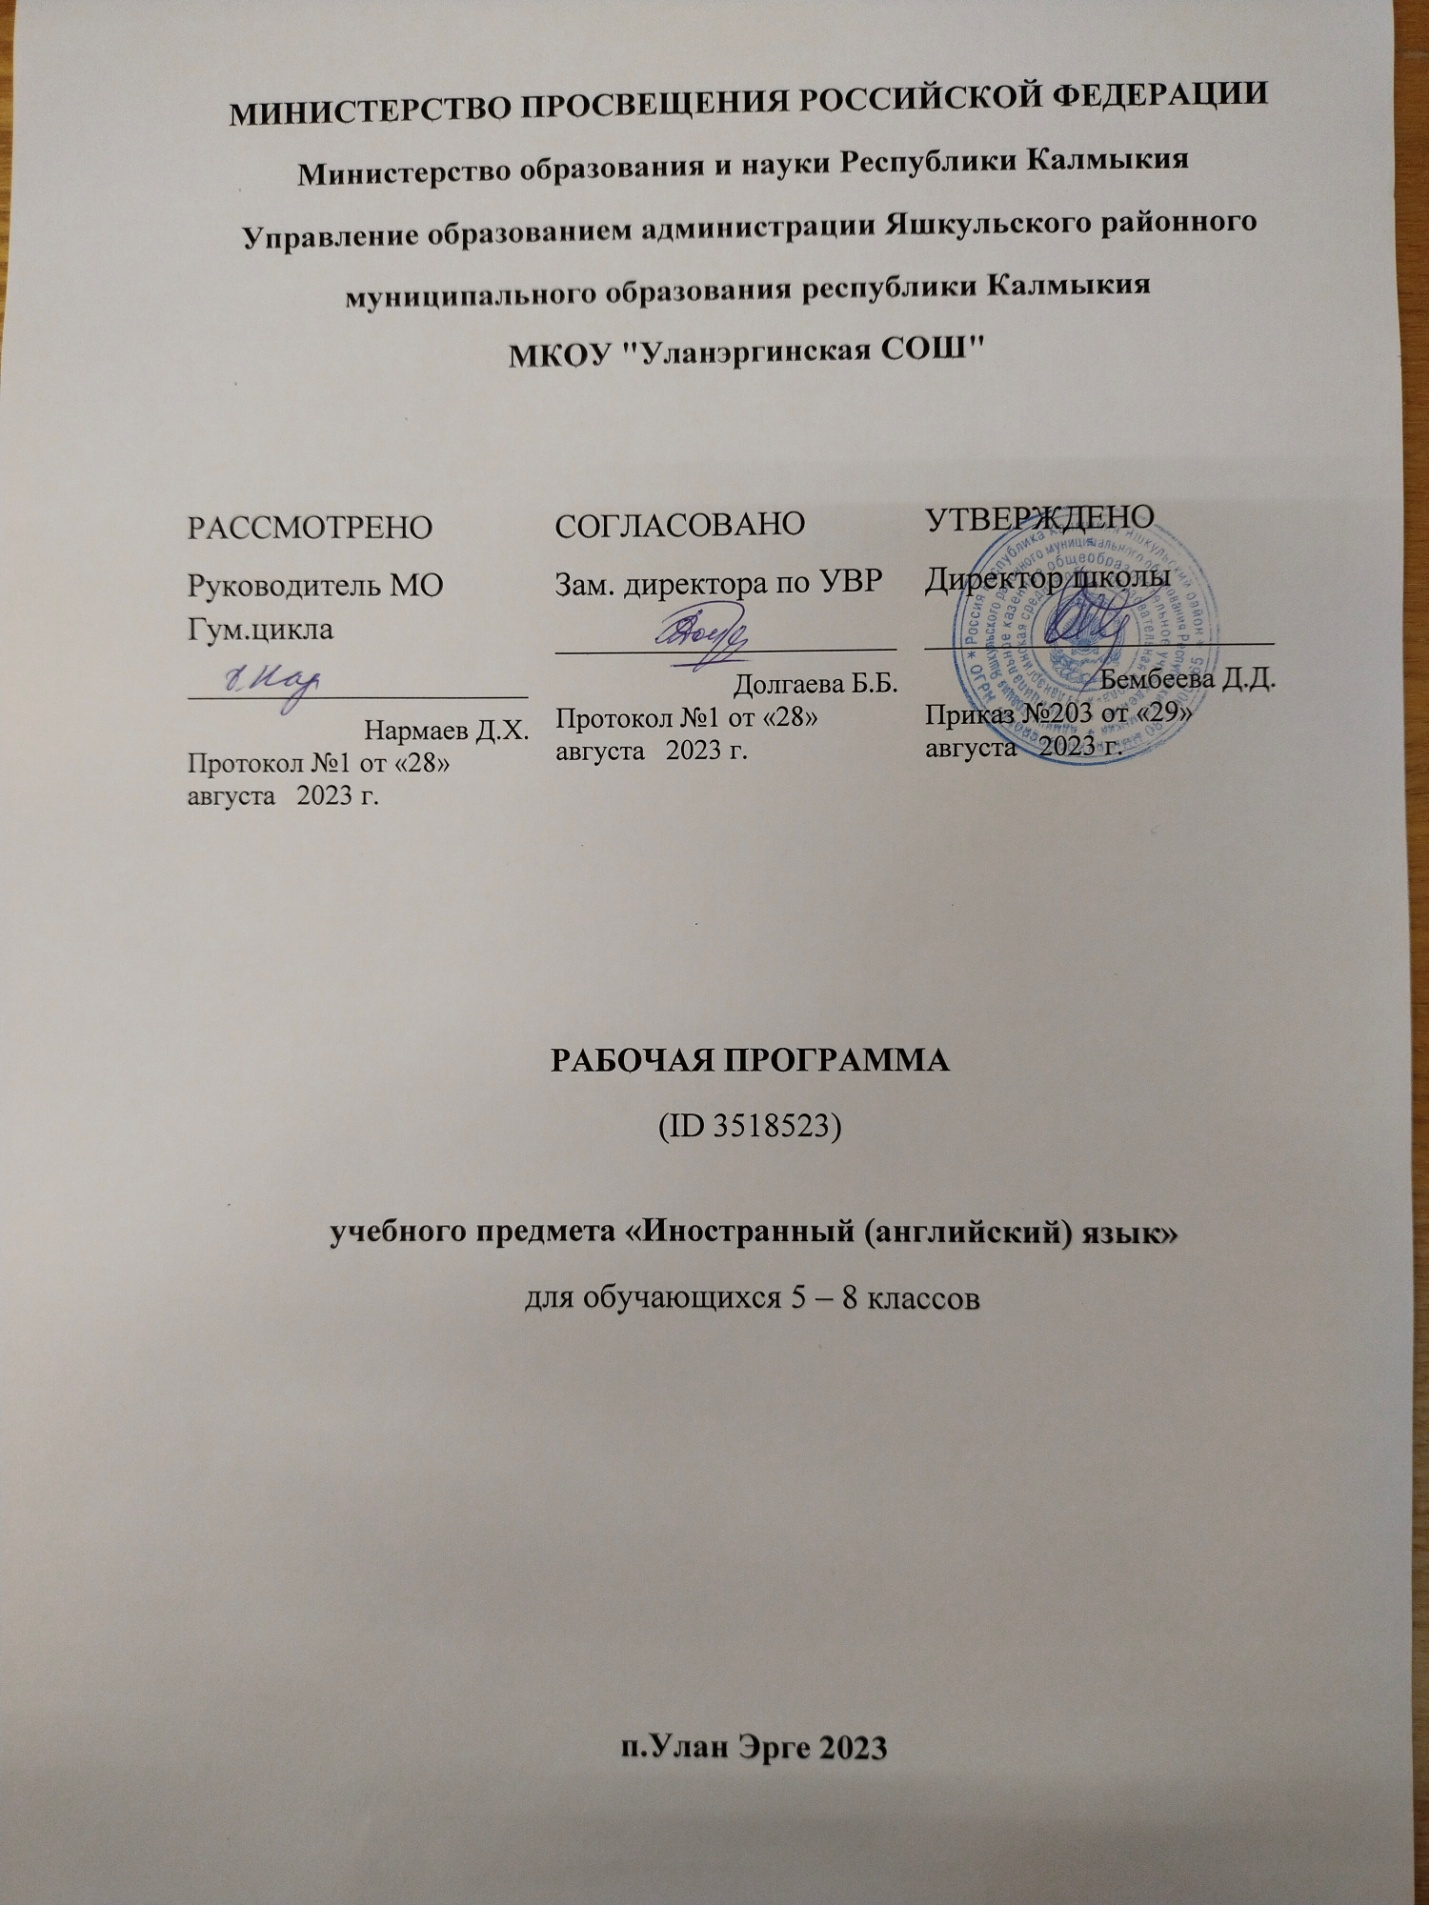 МИНИСТЕРСТВО ПРОСВЕЩЕНИЯ РОССИЙСКОЙ ФЕДЕРАЦИИ
Министерство образования и науки Республики Калмыкия
Управление образованием администрации Яшкульского районного
муниципального образования республики Калмыкия
МКОУ "Уланэргинская СОШ"
РАССМОТРЕНО
Руководитель МО
Гум.цикла
Нармаев Д.Х.
Протокол №1 от «28»
августа 2023 г.
СОГЛАСОВАНО
Зам. директора по УВР
Долгаева Б.Б.
Протокол №1 от «28»
августа 2023 г.
УТВЕРЖДЕНО
Директор школы
Бембеева Д.Д.
Приказ №203 от «29»
августа 2023 г.
РАБОЧАЯ ПРОГРАММА
(ID 3518523)
учебного предмета «Иностранный (английский) язык»
для обучающихся 5 – 8 классов
п.Улан Эрге 2023